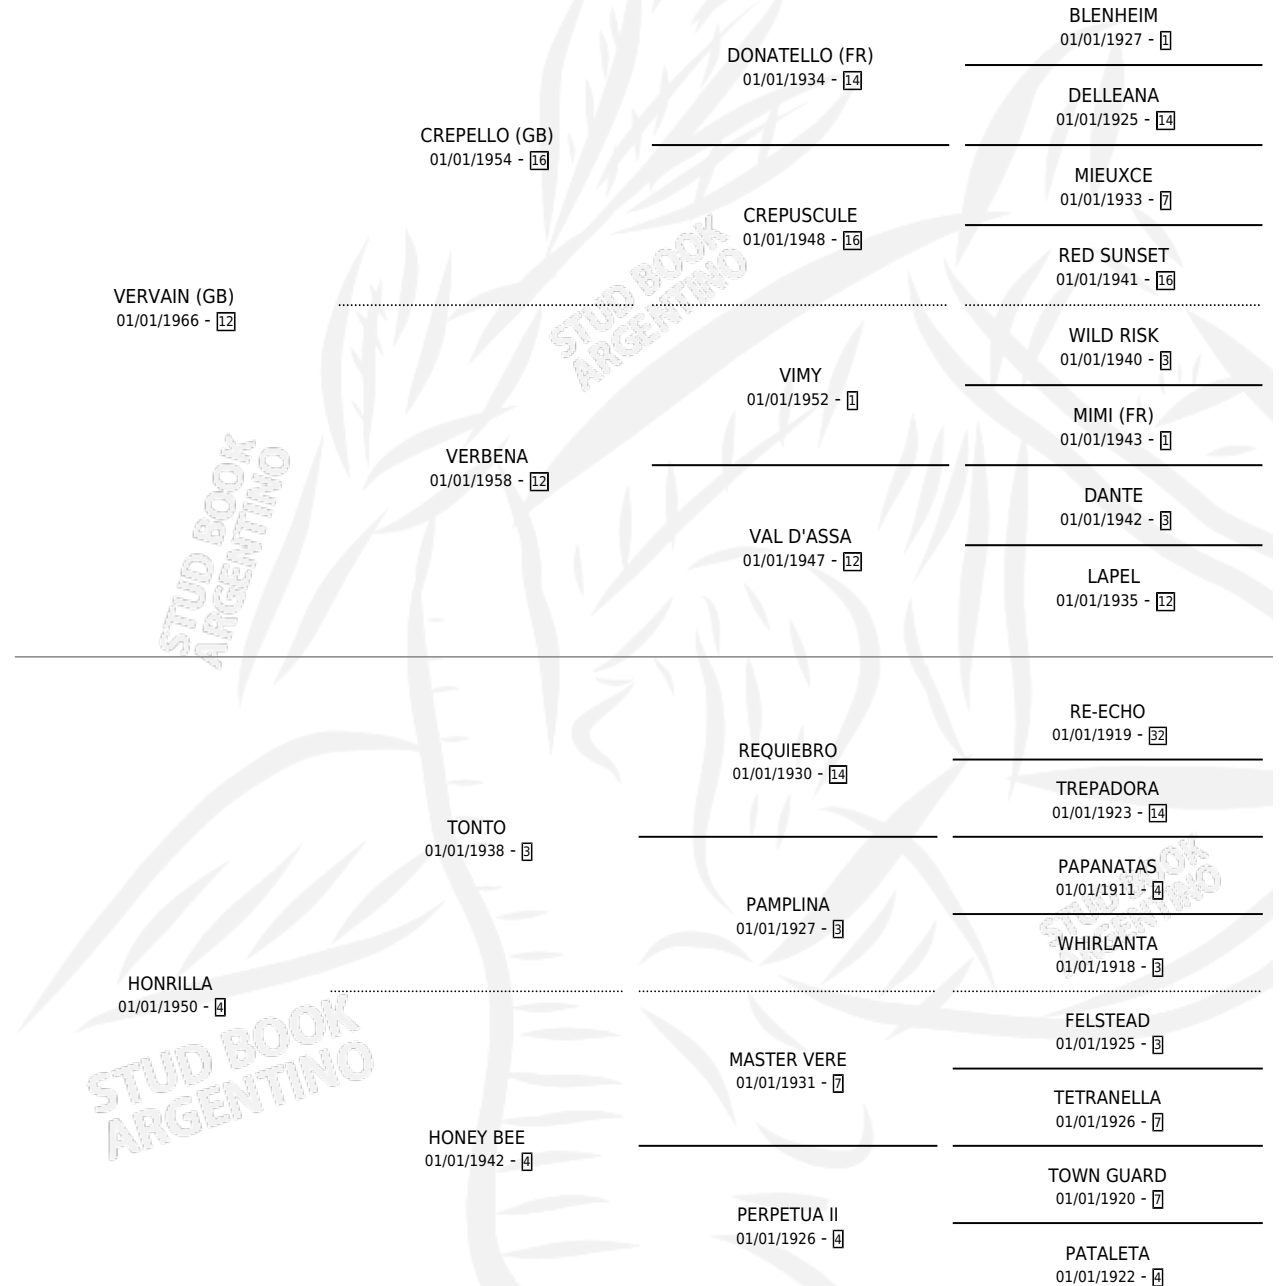 BLENHEIM
01/01/1927 - 1
DONATELLO (FR)
01/01/1934 - 14
DELLEANA
01/01/1925 - 14
CREPELLO (GB)
01/01/1954 - 16
MIEUXCE
01/01/1933 - 7
CREPUSCULE
01/01/1948 - 16
RED SUNSET
01/01/1941 - 16
VERVAIN (GB)
01/01/1966 - 12
WILD RISK
01/01/1940 - 3
VIMY
01/01/1952 - 1
MIMI (FR)
01/01/1943 - 1
VERBENA
01/01/1958 - 12
DANTE
01/01/1942 - 3
VAL D'ASSA
01/01/1947 - 12
LAPEL
01/01/1935 - 12
RE-ECHO
01/01/1919 - 32
REQUIEBRO
01/01/1930 - 14
TREPADORA
01/01/1923 - 14
TONTO
01/01/1938 - 3
PAPANATAS
01/01/1911 - 4
PAMPLINA
01/01/1927 - 3
WHIRLANTA
01/01/1918 - 3
HONRILLA
01/01/1950 - 4
FELSTEAD
01/01/1925 - 3
MASTER VERE
01/01/1931 - 7
TETRANELLA
01/01/1926 - 7
HONEY BEE
01/01/1942 - 4
TOWN GUARD
01/01/1920 - 7
PERPETUA II
01/01/1926 - 4
PATALETA
01/01/1922 - 4
STUD BOOK
ARGENTINO
STUD BOOK
ARGENTINO
STUD BOOK
ARGENTINO
STUD BOOK
ARGENTINO